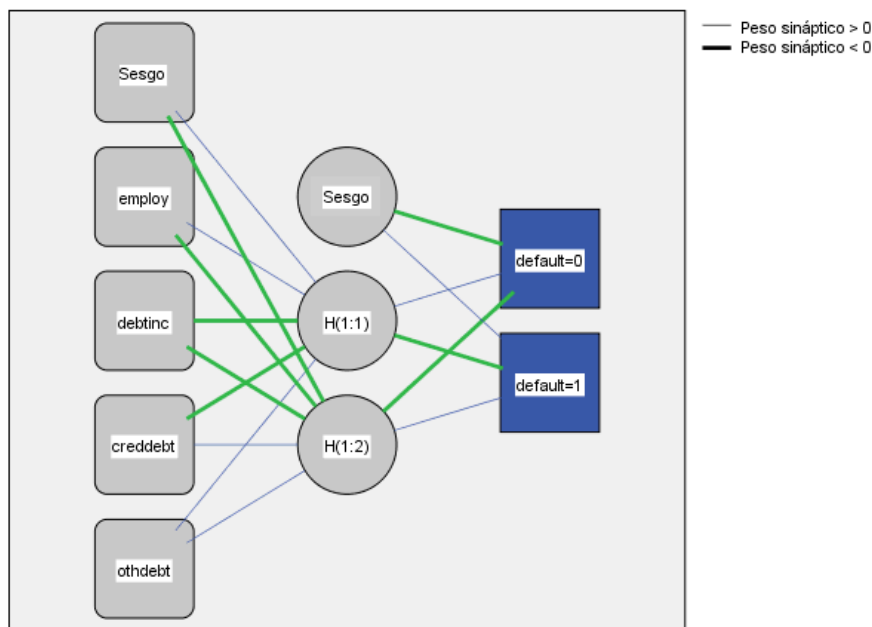 Peso sináptico > 0
Peso sináptico < 0
Sesgo
employ
debtinc
creddebt
othdebt
Sesgo
H(1:1)
H(1:2)
default=0
default=1